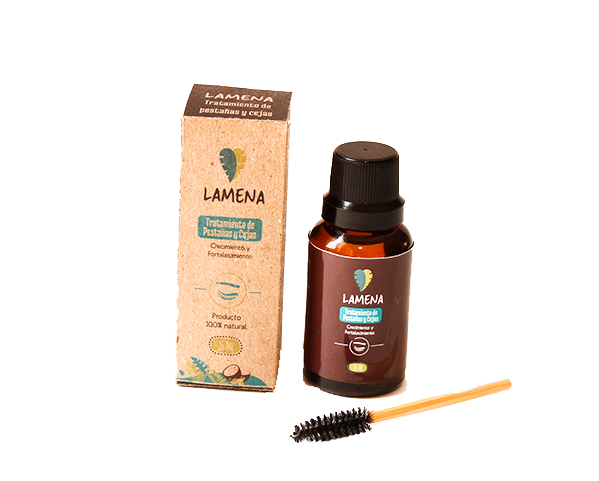 LAMENA
Tratamiento de
pestañas y cejas
LAMENA
Tratamiento de
Pestañas y Cejas
Crecimiento y
Fortalecimiento
Producto
100% natural
LAMENA
Tratamiento de
Pestañas y Cejas
Crecimiento y
Fortalecimiento